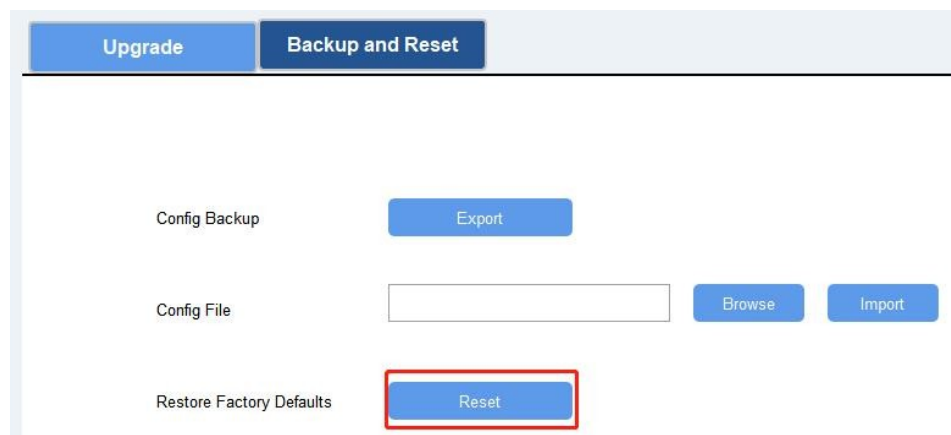 Upgrade
Backup and Reset
Config Backup
Export
Config File
Browse
Import
Restore Factory Defaults
Reset